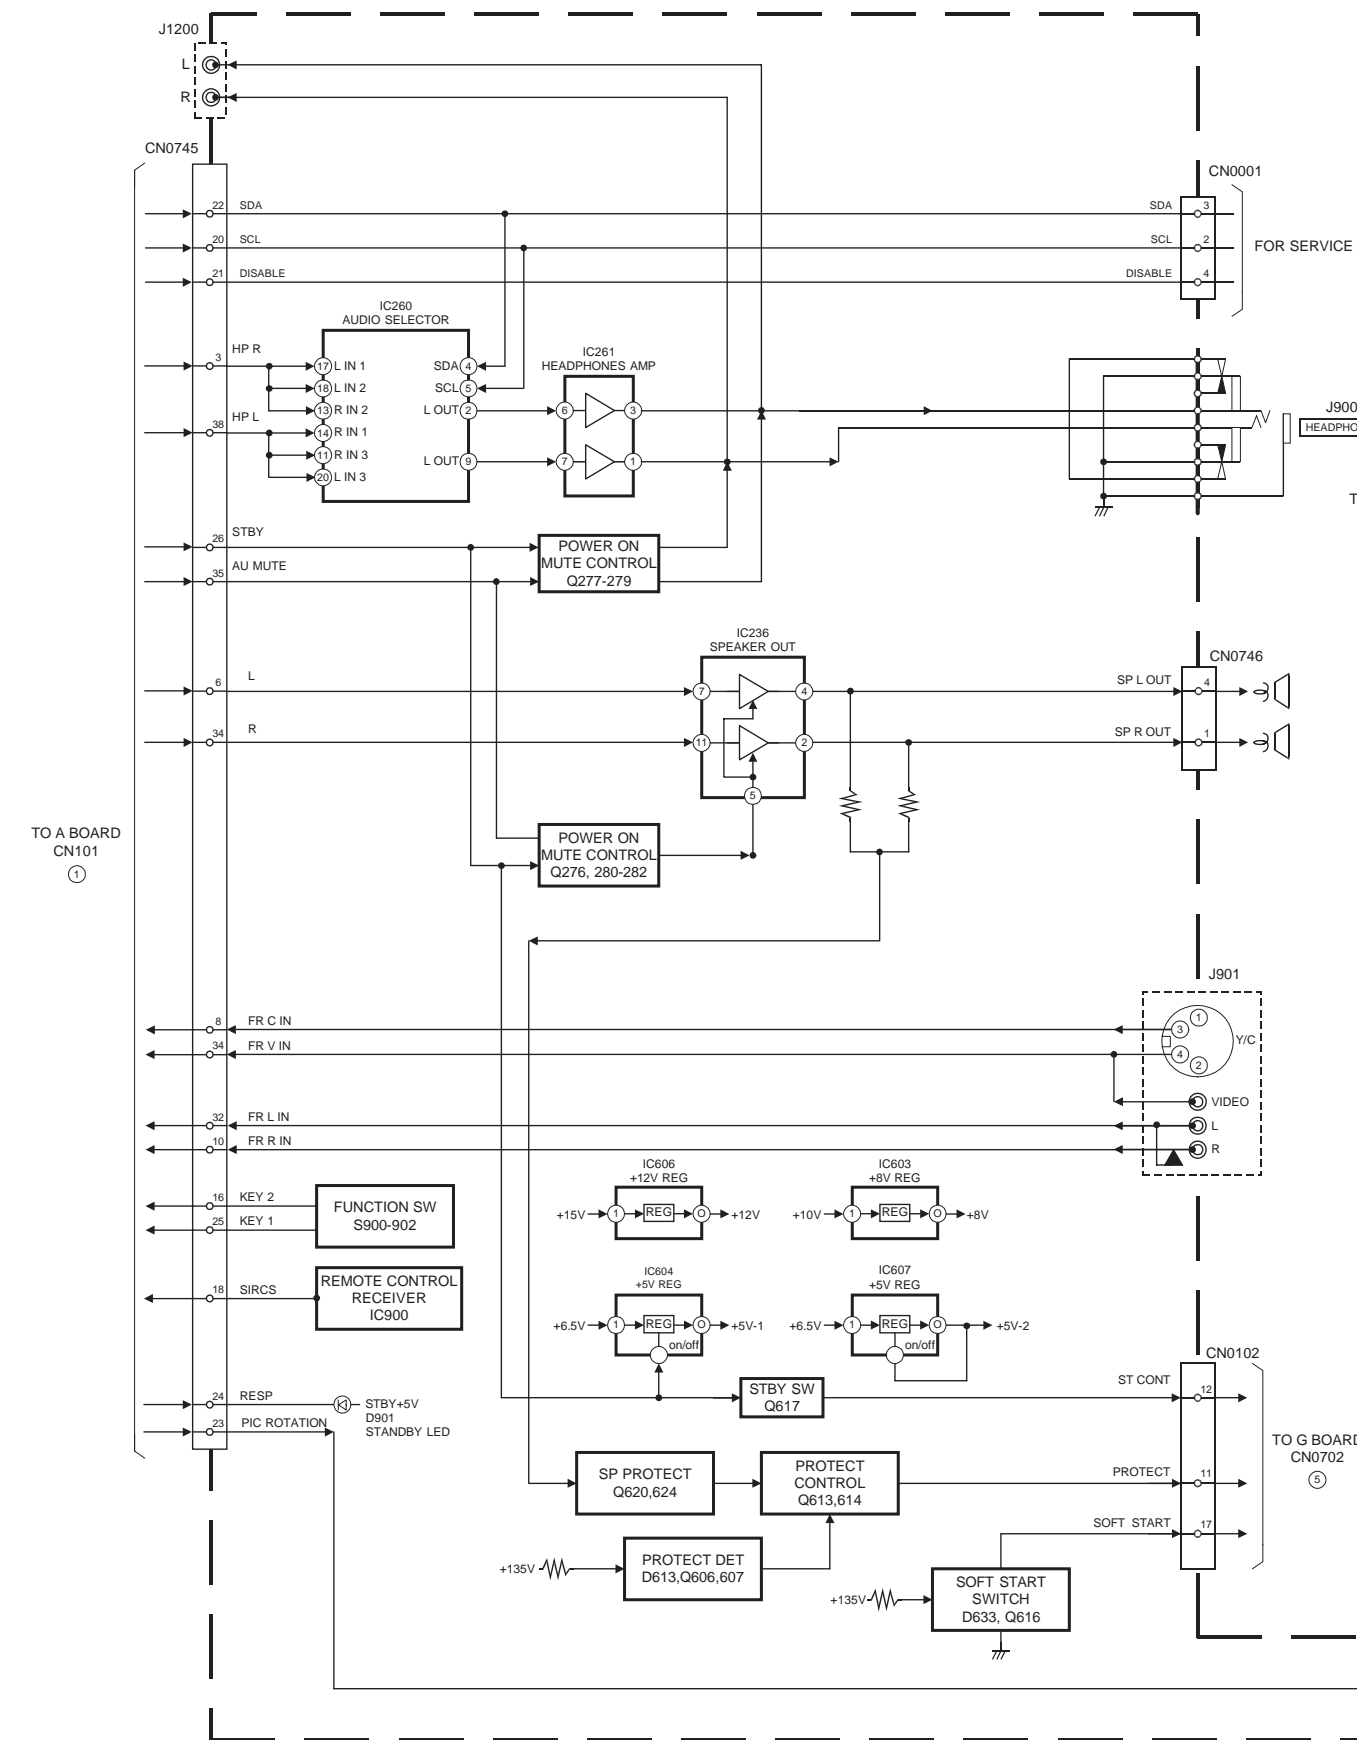 J1200
L
R
CN0745
CN0001
22 SDA
SDA 3
20 SCL
SCL 2
FOR SERVICE
21 DISABLE
DISABLE 4
IC260
AUDIO SELECTOR
3 HP R
17 L IN 1
SDA 4
18 L IN 2
SCL 5
13 R IN 2
L OUT 2
38 HP L
14 R IN 1
11 R IN 3
L OUT 9
20 L IN 3
IC261
HEADPHONES AMP
6 3
7 1
J900
HEADPHO
T
26 STBY
35 AU MUTE
POWER ON
MUTE CONTROL
Q277-279
IC236
SPEAKER OUT
CN0746
6 L
7 4
SP L OUT 4
34 R
11 2
SP R OUT 1
5
TO A BOARD
CN101
1
POWER ON
MUTE CONTROL
Q276, 280-282
J901
8 FR C IN
34 FR V IN
1
3
Y/C
4
2
VIDEO
32 FR L IN
L
10 FR R IN
R
IC606
+12V REG
+15V 1 REG O +12V
IC603
+8V REG
+10V 1 REG O +8V
16 KEY 2
25 KEY 1
FUNCTION SW
S900-902
18 SIRCS
REMOTE CONTROL
RECEIVER
IC900
IC604
+5V REG
+6.5V 1 REG O +5V-1
on/off
IC607
+5V REG
+6.5V 1 REG O +5V-2
on/off
CN0102
24 RESP
STBY+5V
D901
STANDBY LED
23 PIC ROTATION
STBY SW
Q617
ST CONT 12
TO G BOARD
CN0702
5
SP PROTECT
Q620,624
PROTECT
CONTROL
Q613,614
PROTECT 11
SOFT START 17
+135V
PROTECT DET
D613,Q606,607
+135V
SOFT START
SWITCH
D633, Q616